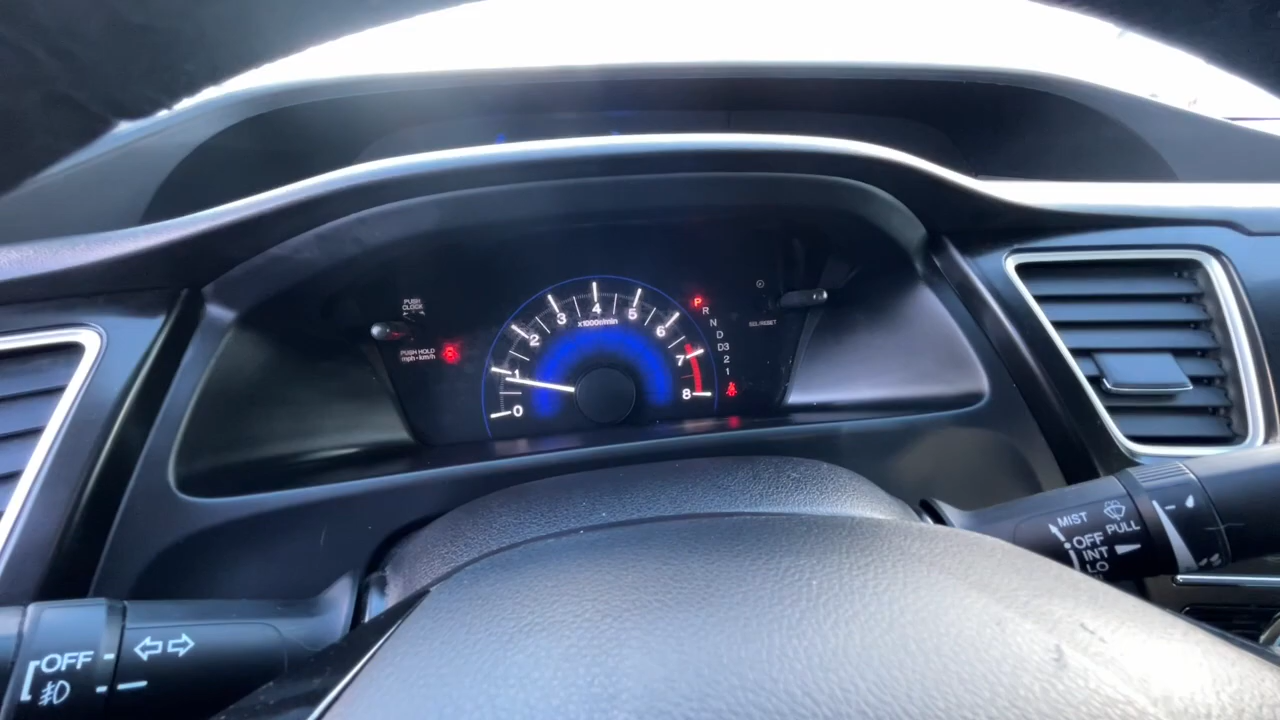 PUSH
CLOCK
PUSH HOLD
mph•km/h
0
1
2
3
4
5
6
7
8
x1000r/min
P
R
N
D
D3
2
1
SEL/RESET
MIST
PULL
OFF
INT
LO
OFF